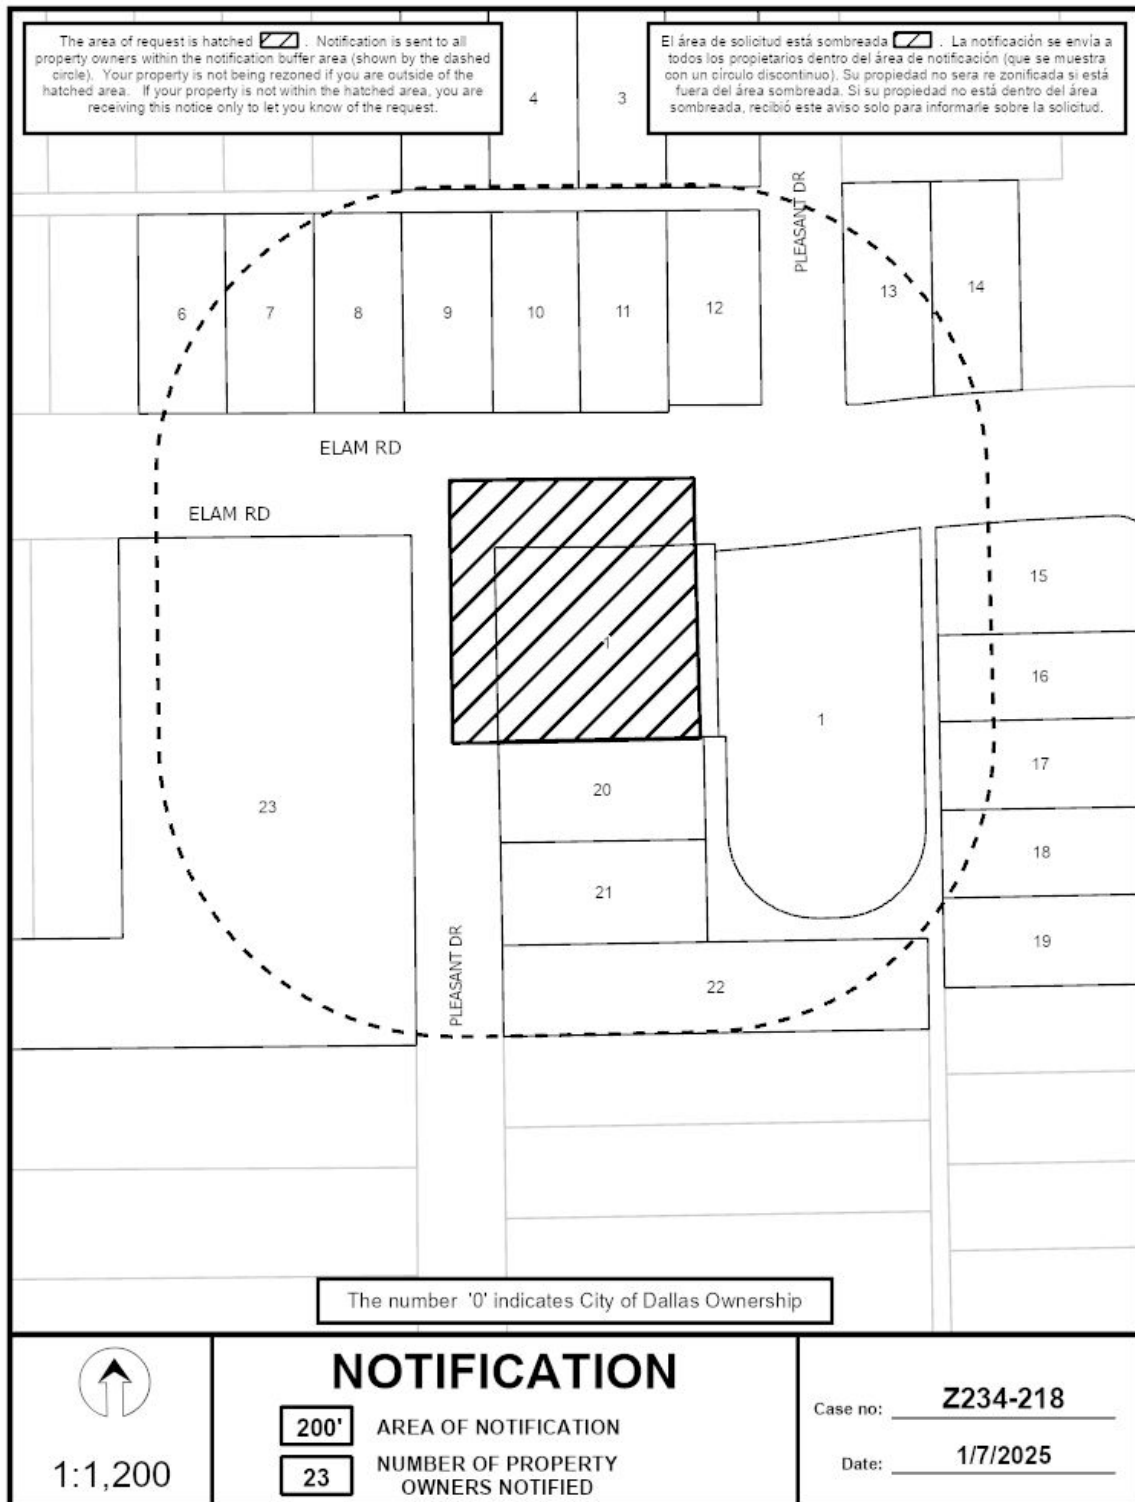 The area of request is hatched . Notification is sent to all
property owners within the notification buffer area (shown by the dashed
circle). Your property is not being rezoned if you are outside of the
hatched area. If your property is not within the hatched area, you are
receiving this notice only to let you know of the request.
El área de solicitud está sombreada . La notificación se envía a
todos los propietarios dentro del área de notificación (que se muestra
con un círculo discontinuo). Su propiedad no sera re zonificada si está
fuera del área sombreada. Si su propiedad no está dentro del área
sombreada, recibió este aviso solo para informarle sobre la solicitud.
4
3
PLEASANT DR
6
7
8
9
10
11
12
13
14
ELAM RD
ELAM RD
15
1
16
1
17
20
23
18
21
19
PLEASANT DR
22
The number '0' indicates City of Dallas Ownership
1:1,200
NOTIFICATION
200' AREA OF NOTIFICATION
23 NUMBER OF PROPERTY
OWNERS NOTIFIED
Case no: Z234-218
Date: 1/7/2025